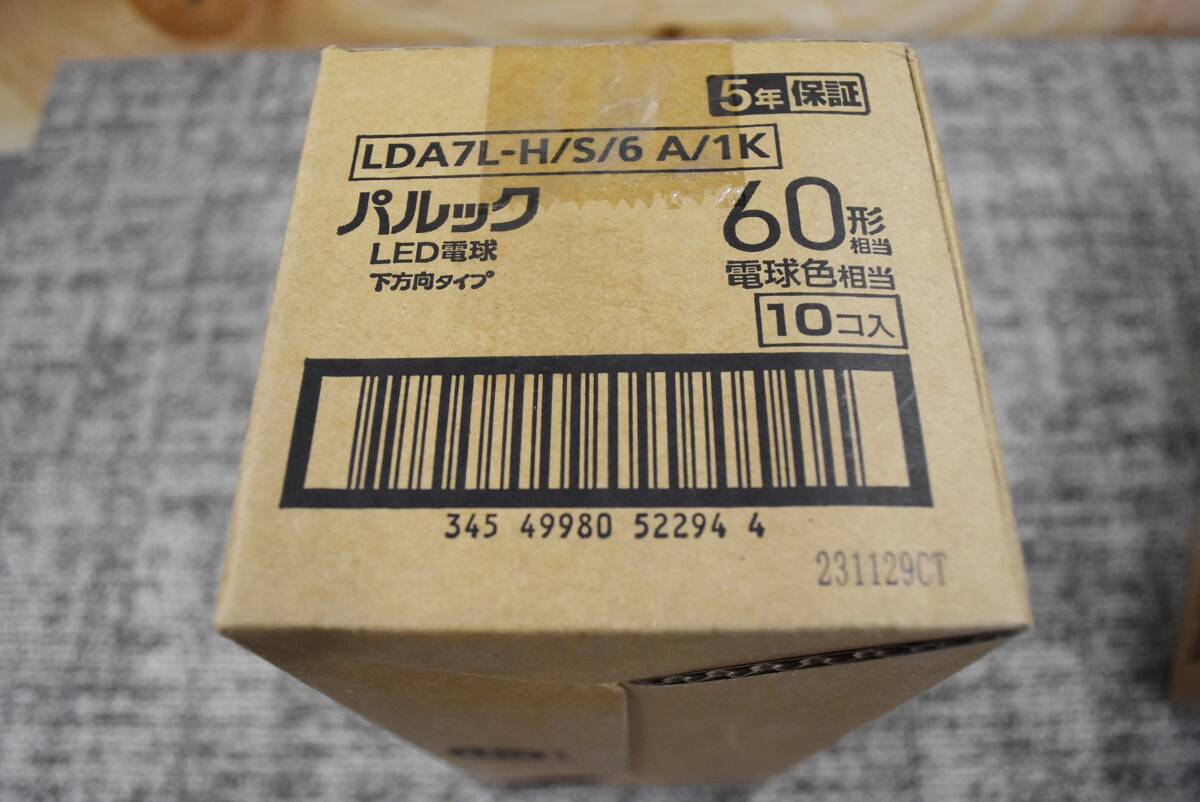 5年保証
LDA7L-H/S/6 A/1K
パルック
LED電球
下方向タイプ
60形相当
電球色相当
10コ入
345 49980 52294 4
231129CT